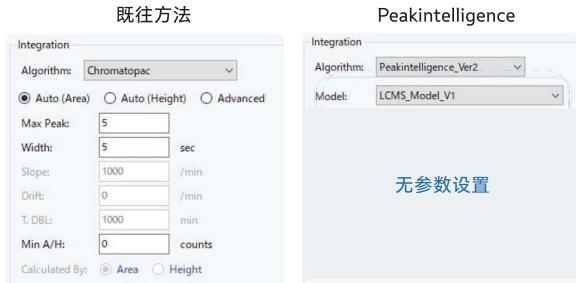 既往方法
Integration
Algorithm: Chromatopac
Auto (Area) Auto (Height) Advanced
Max Peak: 5
Width: 5 sec
Slope: 1000 /min
Drift: 0 /min
T. DBL: 1000 min
Min A/H: 0 counts
Calculated By: Area Height
Peakintelligence
Integration
Algorithm: Peakintelligence_Ver2
Model: LCMS_Model_V1
无参数设置